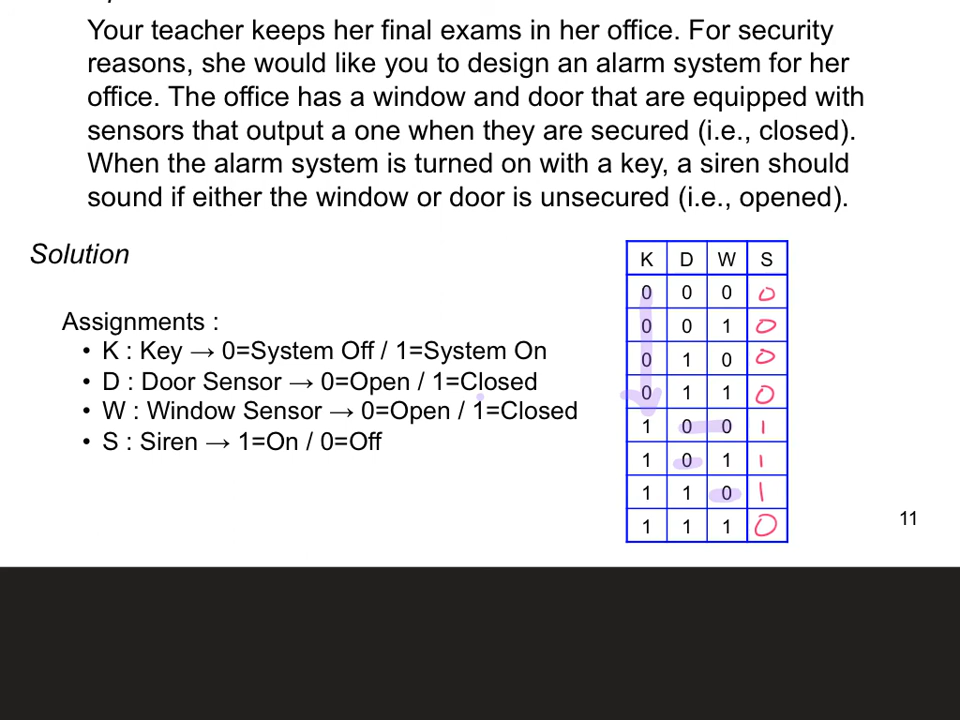 Your teacher keeps her final exams in her office. For security
reasons, she would like you to design an alarm system for her
office. The office has a window and door that are equipped with
sensors that output a one when they are secured (i.e., closed).
When the alarm system is turned on with a key, a siren should
sound if either the window or door is unsecured (i.e., opened).
Solution
Assignments :
• K : Key → 0=System Off / 1=System On
• D : Door Sensor → 0=Open / 1=Closed
• W : Window Sensor → 0=Open / 1=Closed
• S : Siren → 1=On / 0=Off
K D W S
0 0 0 0
0 0 1 0
0 1 0 0
0 1 1 0
1 0 0 1
1 0 1 1
1 1 0 1
1 1 1 0
11